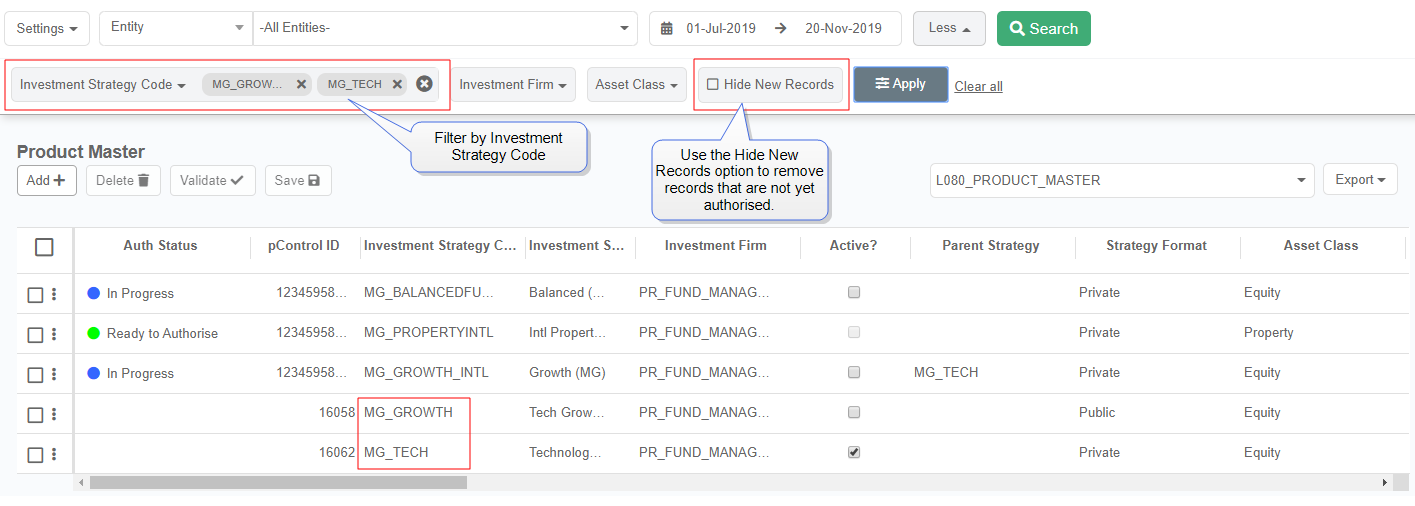 Settings
Entity
-All Entities-
01-Jul-2019 → 20-Nov-2019
Less
Search
Investment Strategy Code
MG_GROW...
MG_TECH
Investment Firm
Asset Class
Hide New Records
Apply
Clear all
Filter by Investment
Strategy Code
Use the Hide New
Records option to remove
records that are not yet
authorised.
Product Master
Add
Delete
Validate
Save
L080_PRODUCT_MASTER
Export
Auth Status pControl ID Investment Strategy C... Investment S... Investment Firm Active? Parent Strategy Strategy Format Asset Class
In Progress 12345958... MG_BALANCEDFU... Balanced (... PR_FUND_MANAG... Private Equity
Ready to Authorise 12345958... MG_PROPERTYINTL Intl Propert... PR_FUND_MANAG... Private Property
In Progress 12345958... MG_GROWTH_INTL Growth (MG) PR_FUND_MANAG... MG_TECH Private Equity
16058 MG_GROWTH Tech Grow... PR_FUND_MANAG... Public Equity
16062 MG_TECH Technolog... PR_FUND_MANAG... Private Equity